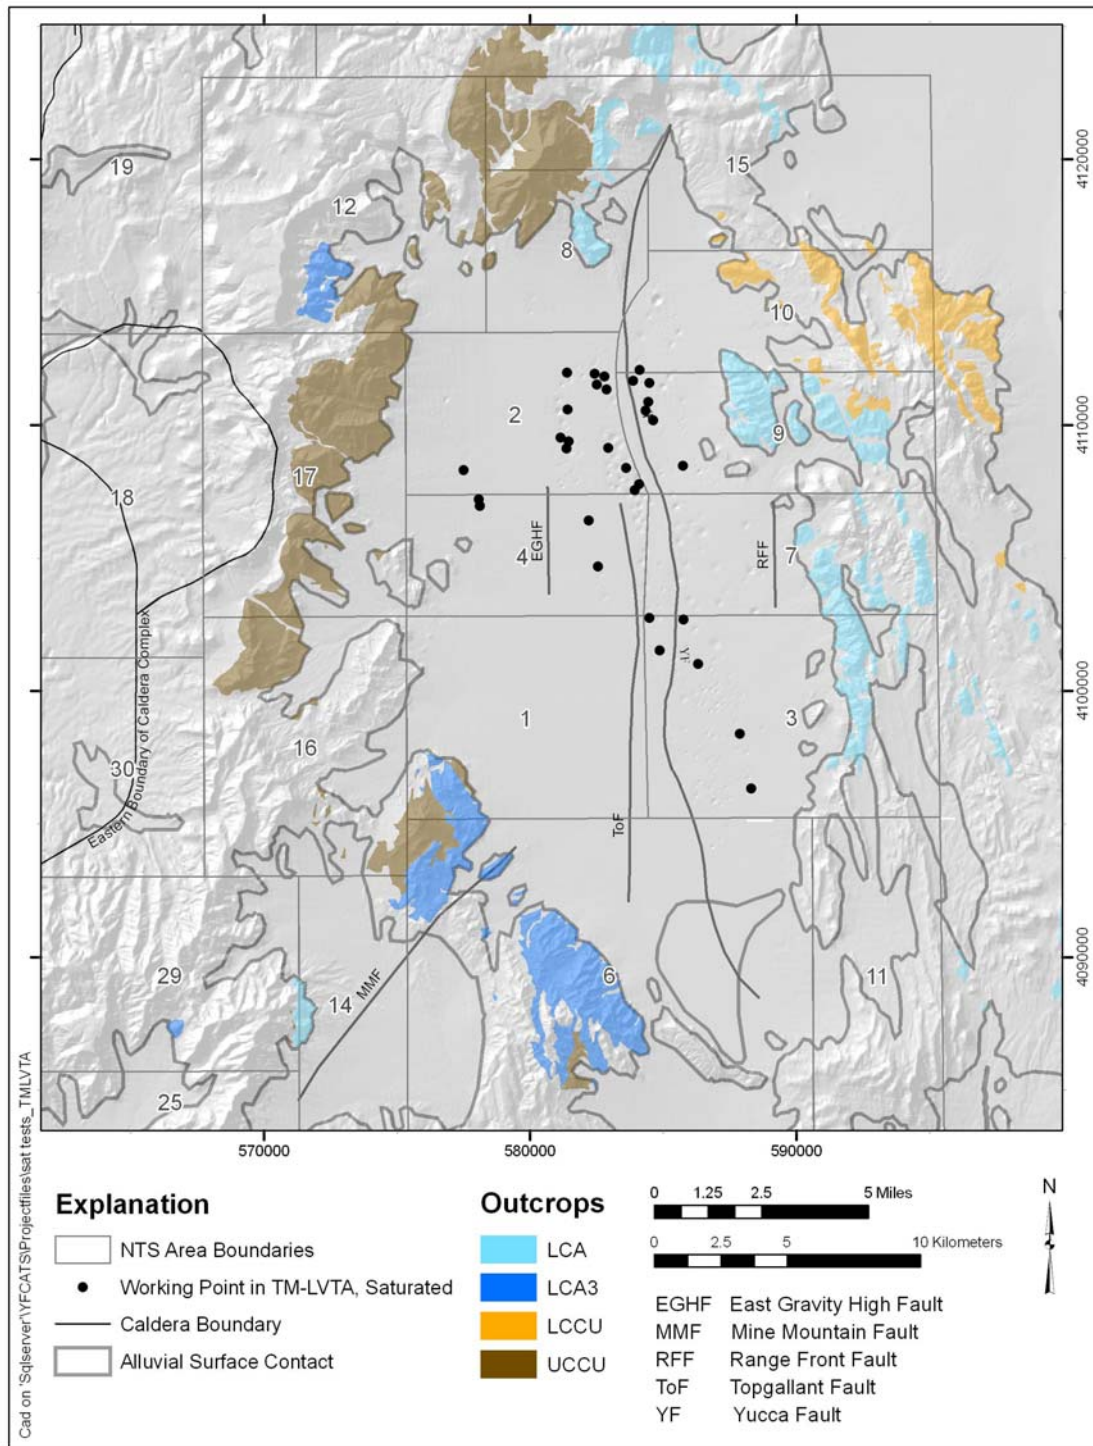 19
12
15
4120000
8
10
2
9
4110000
17
18
4
EGHF
RFF
7
YF
Eastern Boundary of Caldera Complex
1
3
4100000
16
30
ToF
29
14
MMF
6
11
4090000
25
570000
580000
590000
Cad on 'Sqlserver'\YFCATS\Projectfiles\sat tests_TMLVTA
Explanation
NTS Area Boundaries
Working Point in TM-LVTA, Saturated
Caldera Boundary
Alluvial Surface Contact
Outcrops
LCA
LCA3
LCCU
UCCU
0 1.25 2.5 5 Miles
0 2.5 5 10 Kilometers
N
EGHF East Gravity High Fault
MMF Mine Mountain Fault
RFF Range Front Fault
ToF Topgallant Fault
YF Yucca Fault